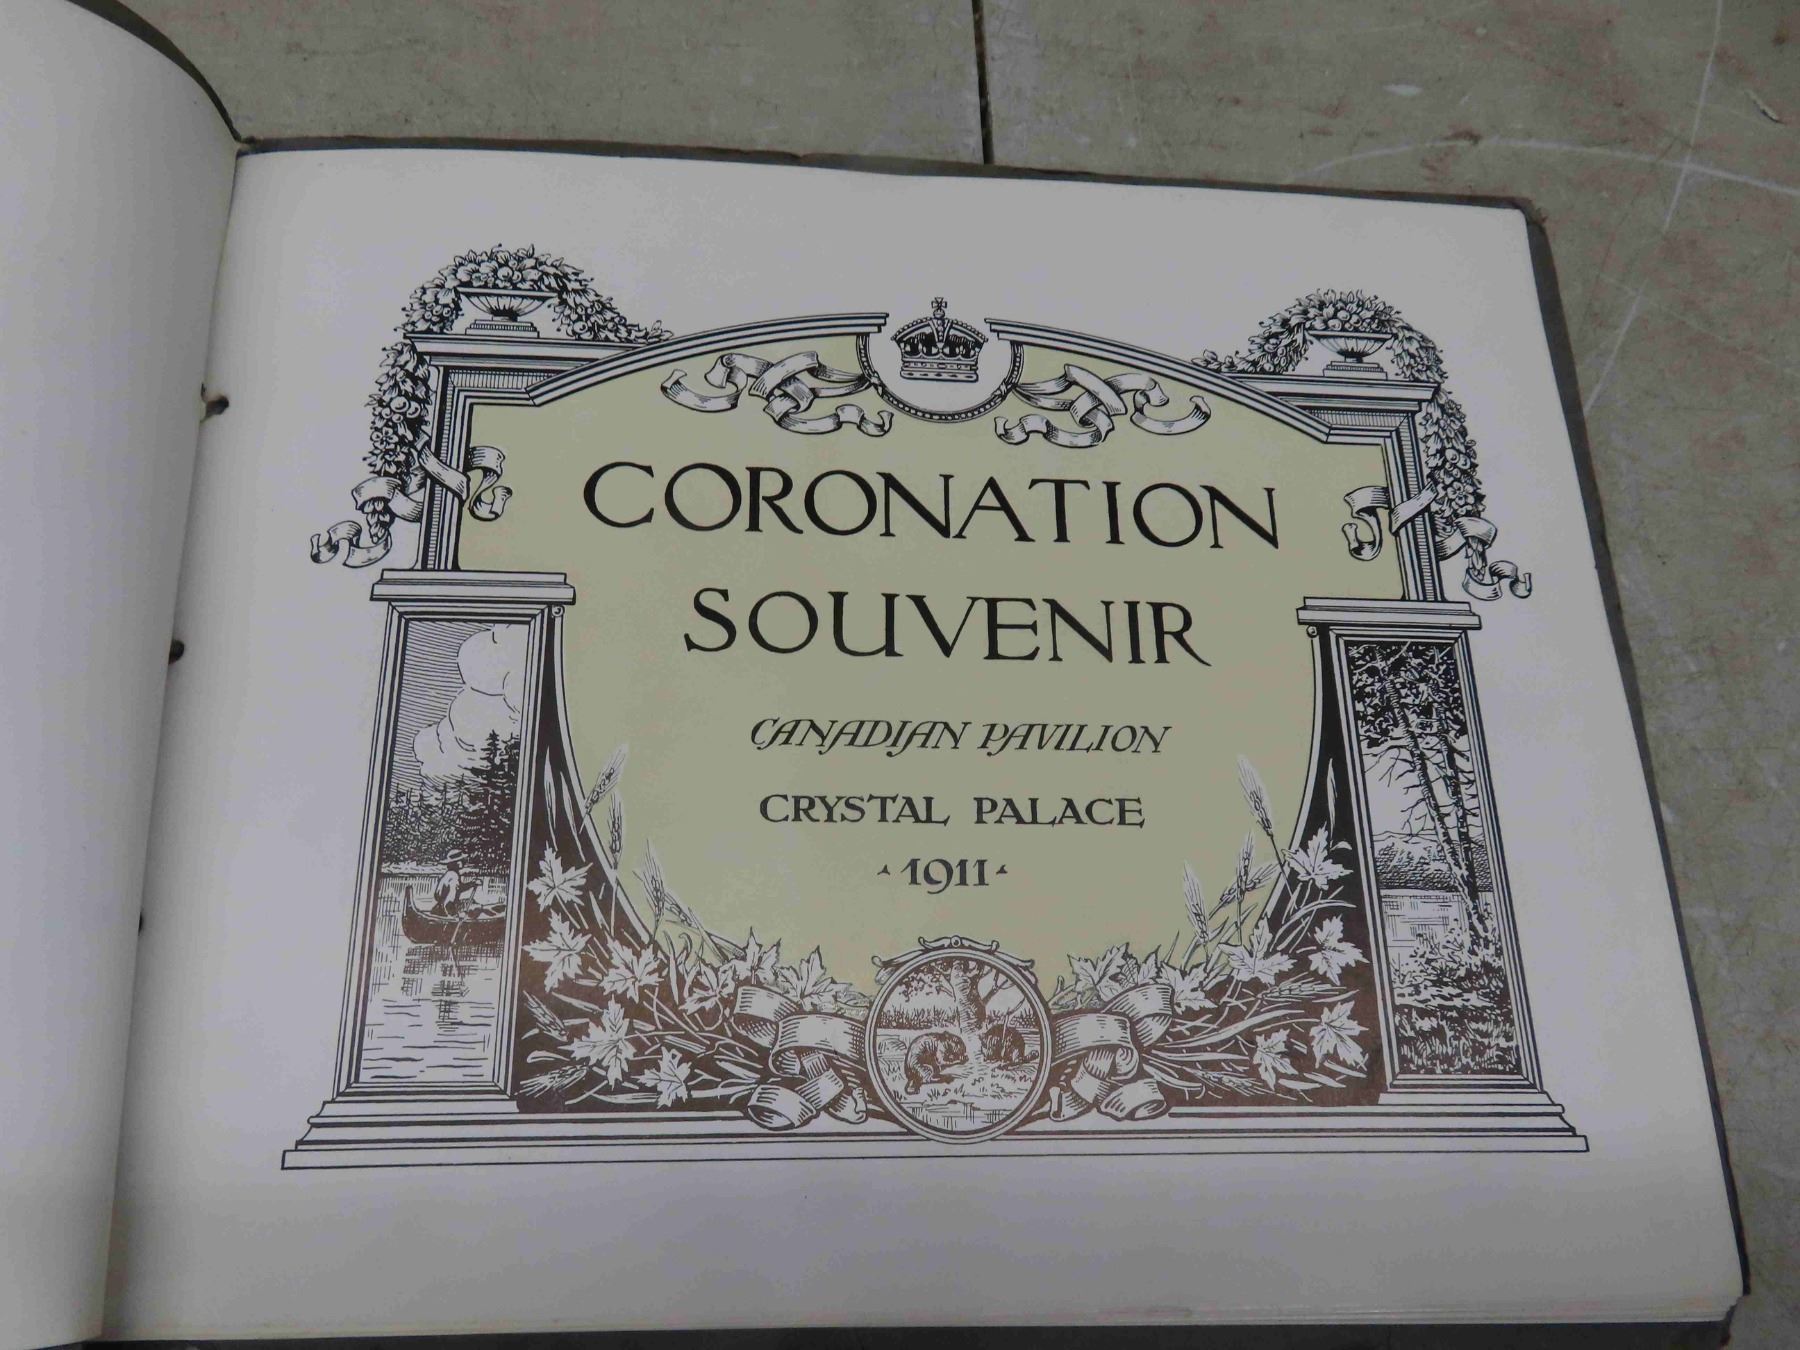 CORONATION
SOUVENIR
CANADIAN PAVILION
CRYSTAL PALACE
· 1911 ·